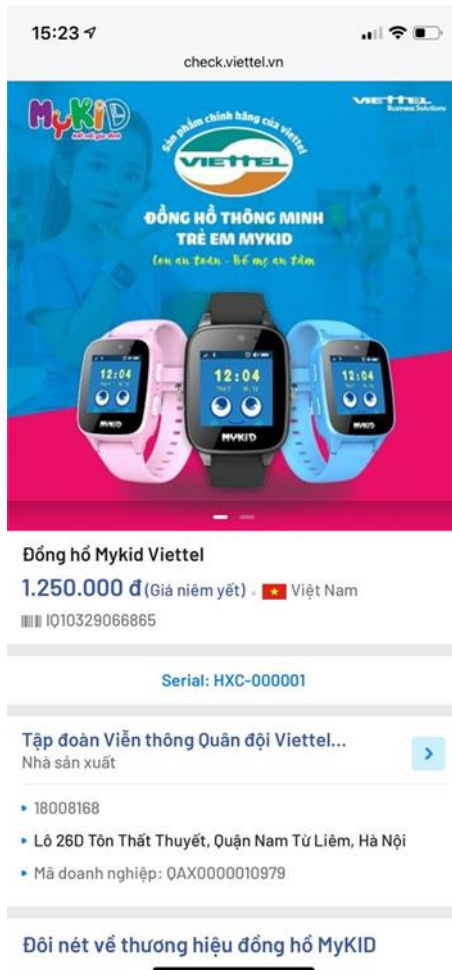 15:23
check.viettel.vn
MyKiD
kết nối gia đình
VIETTEL
Business Solutions
Sản phẩm chính hãng của viettel
VIETTEL
ĐỒNG HỒ THÔNG MINH
TRẺ EM MYKID
Con an toàn - Bố mẹ an tâm
12:04
12:04
12:04
MYKID
MYKID
MYKID
Đồng hồ Mykid Viettel
1.250.000 đ (Giá niêm yết) Việt Nam
IQ10329066865
Serial: HXC-000001
Tập đoàn Viễn thông Quân đội Viettel...
Nhà sản xuất
18008168
Lô 26D Tôn Thất Thuyết, Quận Nam Từ Liêm, Hà Nội
Mã doanh nghiệp: QAX0000010979
Đôi nét về thương hiệu đồng hồ MyKID